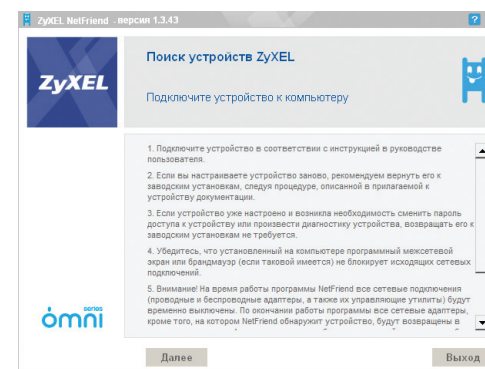 ZyXEL NetFriend - версия 1.3.43
?
ZyXEL
Поиск устройств ZyXEL
Подключите устройство к компьютеру
1. Подключите устройство в соответствии с инструкцией в руководстве
пользователя.
2. Если вы настраиваете устройство заново, рекомендуем вернуть его к
заводским установкам, следуя процедуре, описанной в прилагаемой к
устройству документации.
3. Если устройство уже настроено и возникла необходимость сменить пароль
доступа к устройству или произвести диагностику устройства, возвращать его к
заводским установкам не требуется.
4. Убедитесь, что установленный на компьютере программный межсетевой
экран или брандмауэр (если таковой имеется) не блокирует исходящих сетевых
подключений.
5. Внимание! На время работы программы NetFriend все сетевые подключения
(проводные и беспроводные адаптеры, а также их управляющие утилиты) будут
временно выключены. По окончании работы программы все сетевые адаптеры,
кроме того, на котором NetFriend обнаружит устройство, будут возвращены в
series
omni
Далее
Выход